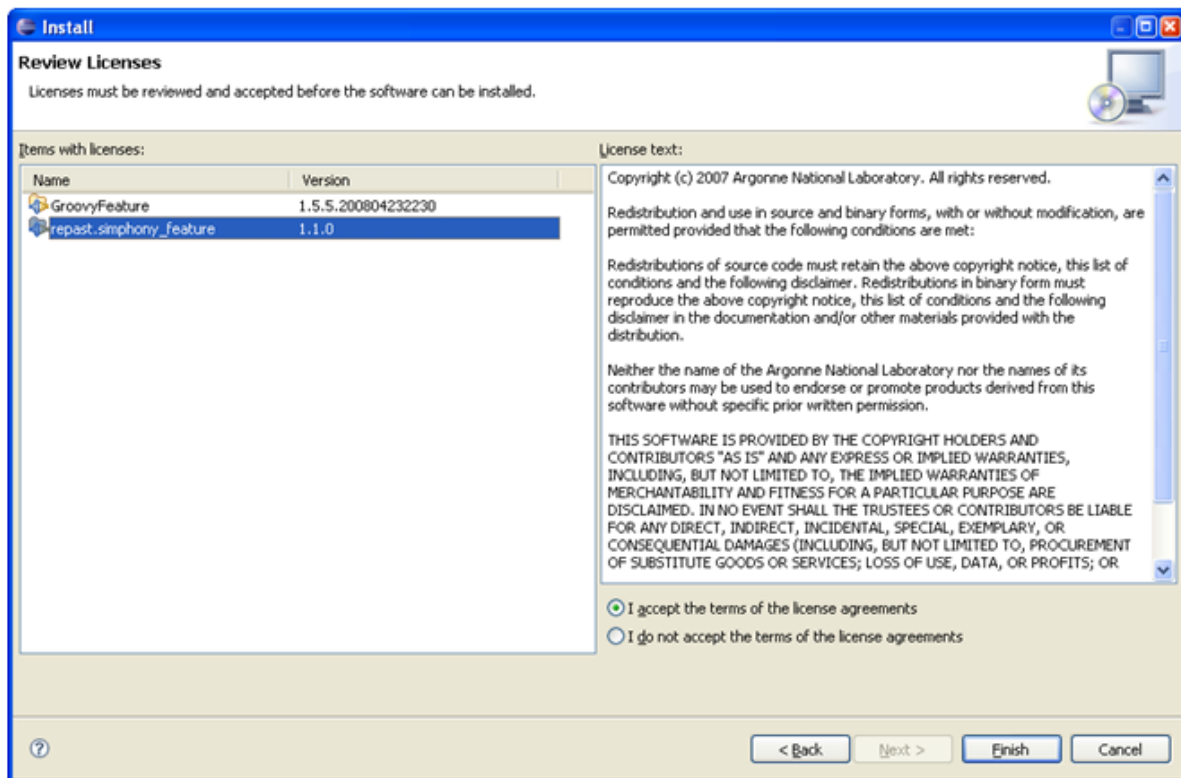 Install
Review Licenses
Licenses must be reviewed and accepted before the software can be installed.
Items with licenses:
Name Version
GroovyFeature 1.5.5.200804232230
repast.simphony_feature 1.1.0
License text:
Copyright (c) 2007 Argonne National Laboratory. All rights reserved.
Redistribution and use in source and binary forms, with or without modification, are
permitted provided that the following conditions are met:
Redistributions of source code must retain the above copyright notice, this list of
conditions and the following disclaimer. Redistributions in binary form must
reproduce the above copyright notice, this list of conditions and the following
disclaimer in the documentation and/or other materials provided with the
distribution.
Neither the name of the Argonne National Laboratory nor the names of its
contributors may be used to endorse or promote products derived from this
software without specific prior written permission.
THIS SOFTWARE IS PROVIDED BY THE COPYRIGHT HOLDERS AND
CONTRIBUTORS "AS IS" AND ANY EXPRESS OR IMPLIED WARRANTIES,
INCLUDING, BUT NOT LIMITED TO, THE IMPLIED WARRANTIES OF
MERCHANTABILITY AND FITNESS FOR A PARTICULAR PURPOSE ARE
DISCLAIMED. IN NO EVENT SHALL THE TRUSTEES OR CONTRIBUTORS BE LIABLE
FOR ANY DIRECT, INDIRECT, INCIDENTAL, SPECIAL, EXEMPLARY, OR
CONSEQUENTIAL DAMAGES (INCLUDING, BUT NOT LIMITED TO, PROCUREMENT
OF SUBSTITUTE GOODS OR SERVICES; LOSS OF USE, DATA, OR PROFITS; OR
I accept the terms of the license agreements
I do not accept the terms of the license agreements
?
< Back
Next >
Finish
Cancel